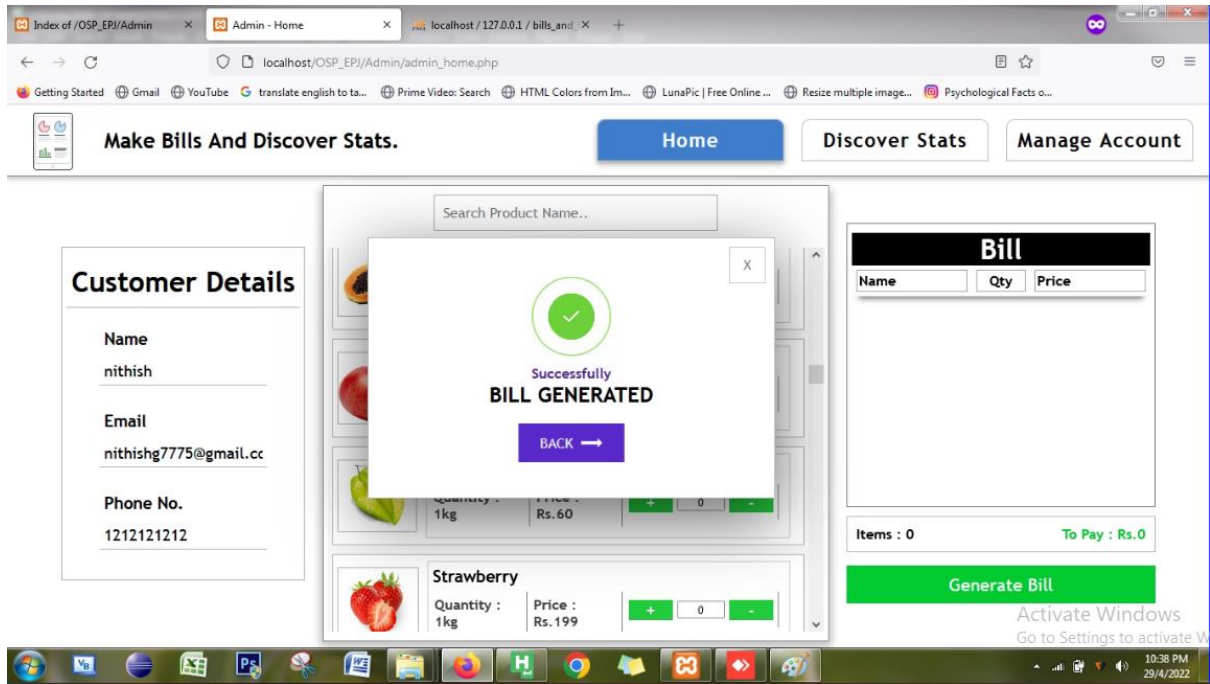 Index of /OSP_EPJ/Admin × Admin - Home × localhost / 127.0.0.1 / bills_and_ × +
localhost/OSP_EPJ/Admin/admin_home.php
Getting Started Gmail YouTube translate english to ta... Prime Video: Search HTML Colors from Im... LunaPic | Free Online ... Resize multiple image... Psychological Facts o...
Make Bills And Discover Stats.
Home
Discover Stats
Manage Account
Customer Details
Name
nithish
Email
nithishg7775@gmail.cc
Phone No.
1212121212
Search Product Name..
X
Successfully
BILL GENERATED
BACK
Quantity : Price :
1kg Rs.60
+ 0 -
Strawberry
Quantity : Price :
1kg Rs.199
+ 0 -
Bill
Name Qty Price
Items : 0 To Pay : Rs.0
Generate Bill
Activate Windows
Go to Settings to activate W
10:38 PM
29/4/2022